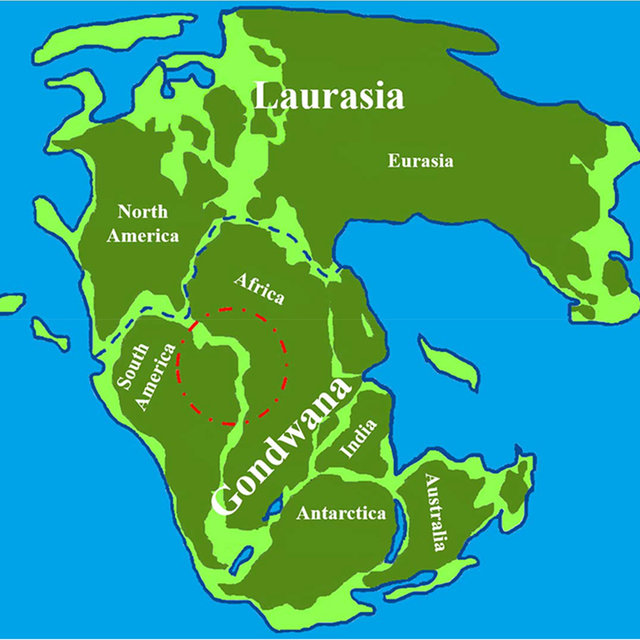 Laurasia
Eurasia
North
America
Africa
South
America
Gondwana
India
Antarctica
Australia